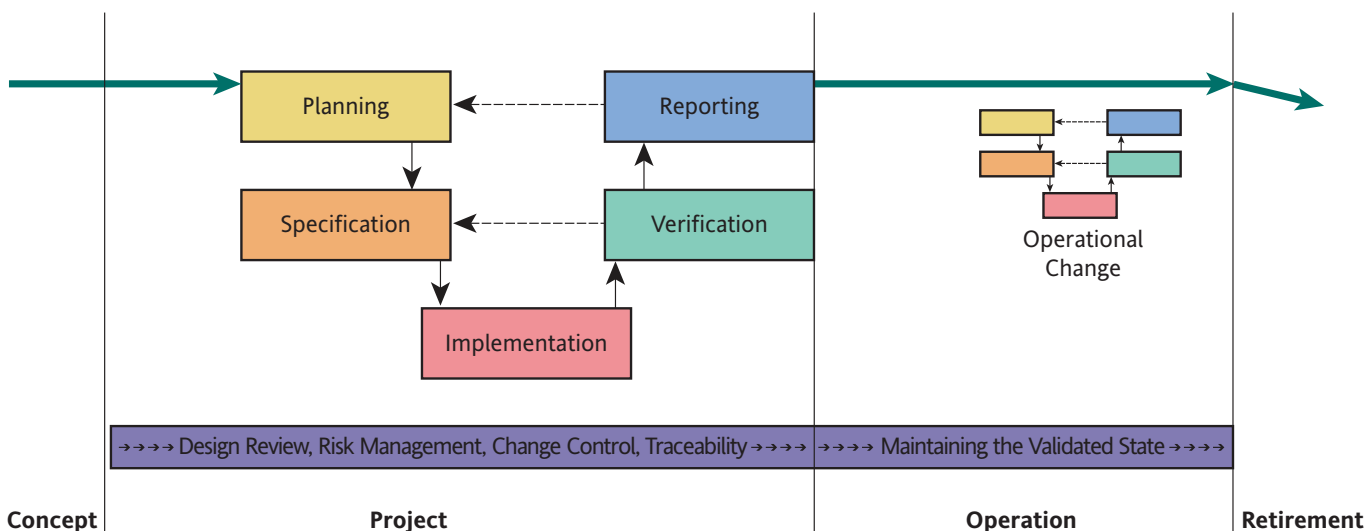 Planning
Reporting
Specification
Verification
Implementation
Operational
Change
→→→→ Design Review, Risk Management, Change Control, Traceability →→→→
→→→→ Maintaining the Validated State →→→→
Concept
Project
Operation
Retirement